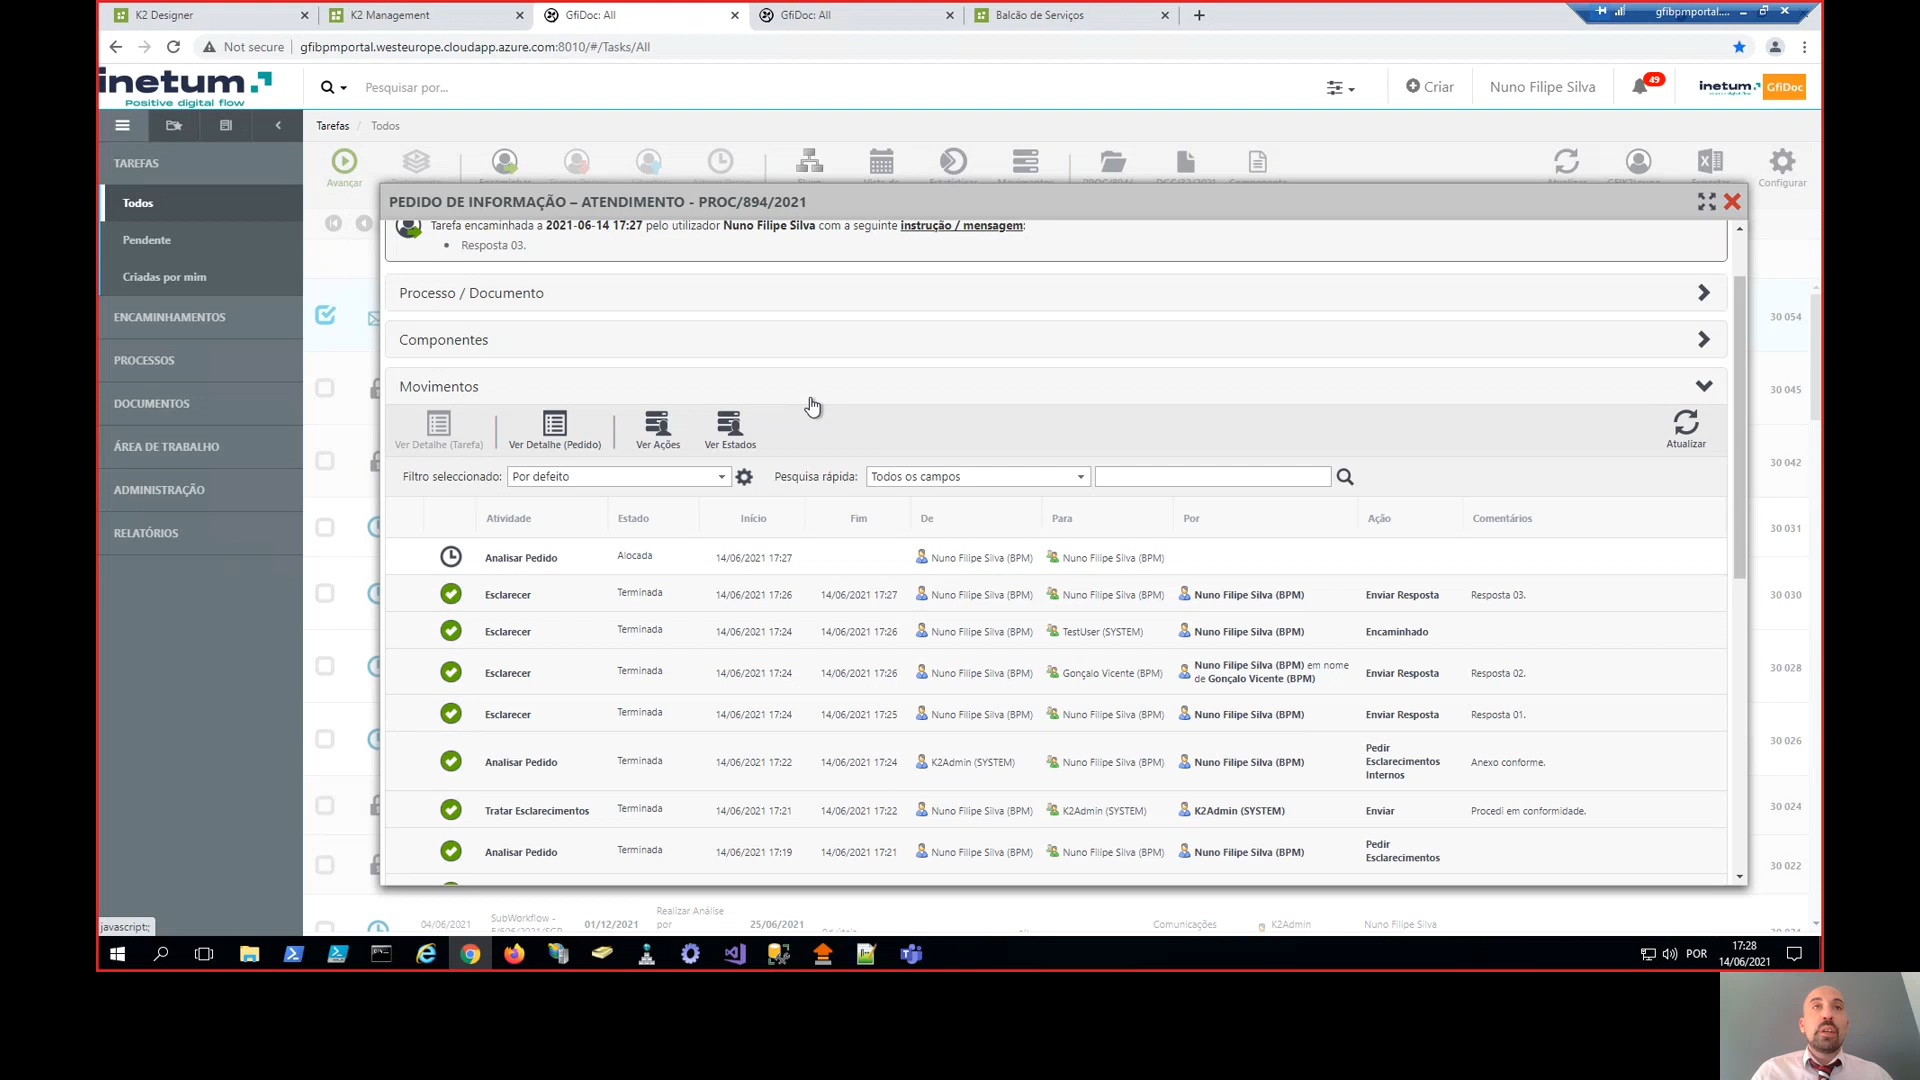 K2 Designer
K2 Management
GfiDoc: All
GfiDoc: All
Balcão de Serviços
gfibpmportal....
Not secure
gfibpmportal.westeurope.cloudapp.azure.com:8010/#/Tasks/All
inetum
Positive digital flow
Pesquisar por...
Criar
Nuno Filipe Silva
49
inetum
GfiDoc
Tarefas / Todos
TAREFAS
Todos
Pendente
Criadas por mim
ENCAMINHAMENTOS
PROCESSOS
DOCUMENTOS
ÁREA DE TRABALHO
ADMINISTRAÇÃO
RELATÓRIOS
Avançar
Configurar
PEDIDO DE INFORMAÇÃO – ATENDIMENTO - PROC/894/2021
Tarefa encaminhada a 2021-06-14 17:27 pelo utilizador Nuno Filipe Silva com a seguinte instrução / mensagem:
Resposta 03.
Processo / Documento
Componentes
Movimentos
Ver Detalhe (Tarefa)
Ver Detalhe (Pedido)
Ver Ações
Ver Estados
Atualizar
Filtro seleccionado: Por defeito
Pesquisa rápida: Todos os campos
Atividade Estado Início Fim De Para Por Ação Comentários
Analisar Pedido Alocada 14/06/2021 17:27 Nuno Filipe Silva (BPM) Nuno Filipe Silva (BPM)
Esclarecer Terminada 14/06/2021 17:26 14/06/2021 17:27 Nuno Filipe Silva (BPM) Nuno Filipe Silva (BPM) Nuno Filipe Silva (BPM) Enviar Resposta Resposta 03.
Esclarecer Terminada 14/06/2021 17:24 14/06/2021 17:26 Nuno Filipe Silva (BPM) TestUser (SYSTEM) Nuno Filipe Silva (BPM) Encaminhado
Esclarecer Terminada 14/06/2021 17:24 14/06/2021 17:26 Nuno Filipe Silva (BPM) Gonçalo Vicente (BPM) Nuno Filipe Silva (BPM) em nome
de Gonçalo Vicente (BPM) Enviar Resposta Resposta 02.
Esclarecer Terminada 14/06/2021 17:24 14/06/2021 17:25 Nuno Filipe Silva (BPM) Nuno Filipe Silva (BPM) Nuno Filipe Silva (BPM) Enviar Resposta Resposta 01.
Analisar Pedido Terminada 14/06/2021 17:22 14/06/2021 17:24 K2Admin (SYSTEM) Nuno Filipe Silva (BPM) Nuno Filipe Silva (BPM) Pedir
Esclarecimentos
Internos Anexo conforme.
Tratar Esclarecimentos Terminada 14/06/2021 17:21 14/06/2021 17:22 Nuno Filipe Silva (BPM) K2Admin (SYSTEM) K2Admin (SYSTEM) Enviar Procedi em conformidade.
Analisar Pedido Terminada 14/06/2021 17:19 14/06/2021 17:21 Nuno Filipe Silva (BPM) Nuno Filipe Silva (BPM) Nuno Filipe Silva (BPM) Pedir
Esclarecimentos
30 054
30 045
30 042
30 031
30 030
30 028
30 026
30 024
30 022
04/06/2021 SubWorkflow - 01/12/2021 Realizar Análise
por 25/06/2021 Comunicações K2Admin Nuno Filipe Silva
javascript:;
POR
17:28
14/06/2021